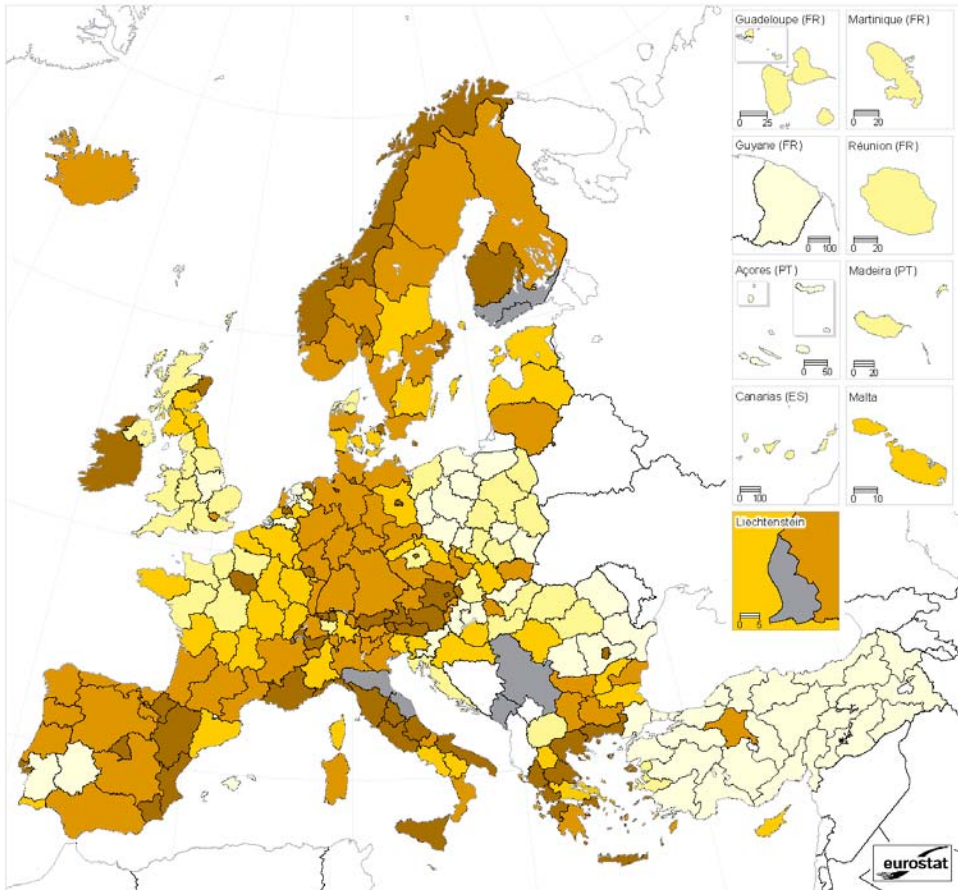 Guadeloupe (FR)
0 25
Martinique (FR)
0 20
Guyane (FR)
0 100
Réunion (FR)
0 20
Açores (PT)
0 50
Madeira (PT)
0 20
Canarias (ES)
0 100
Malta
0 10
Liechtenstein
0 5
eurostat